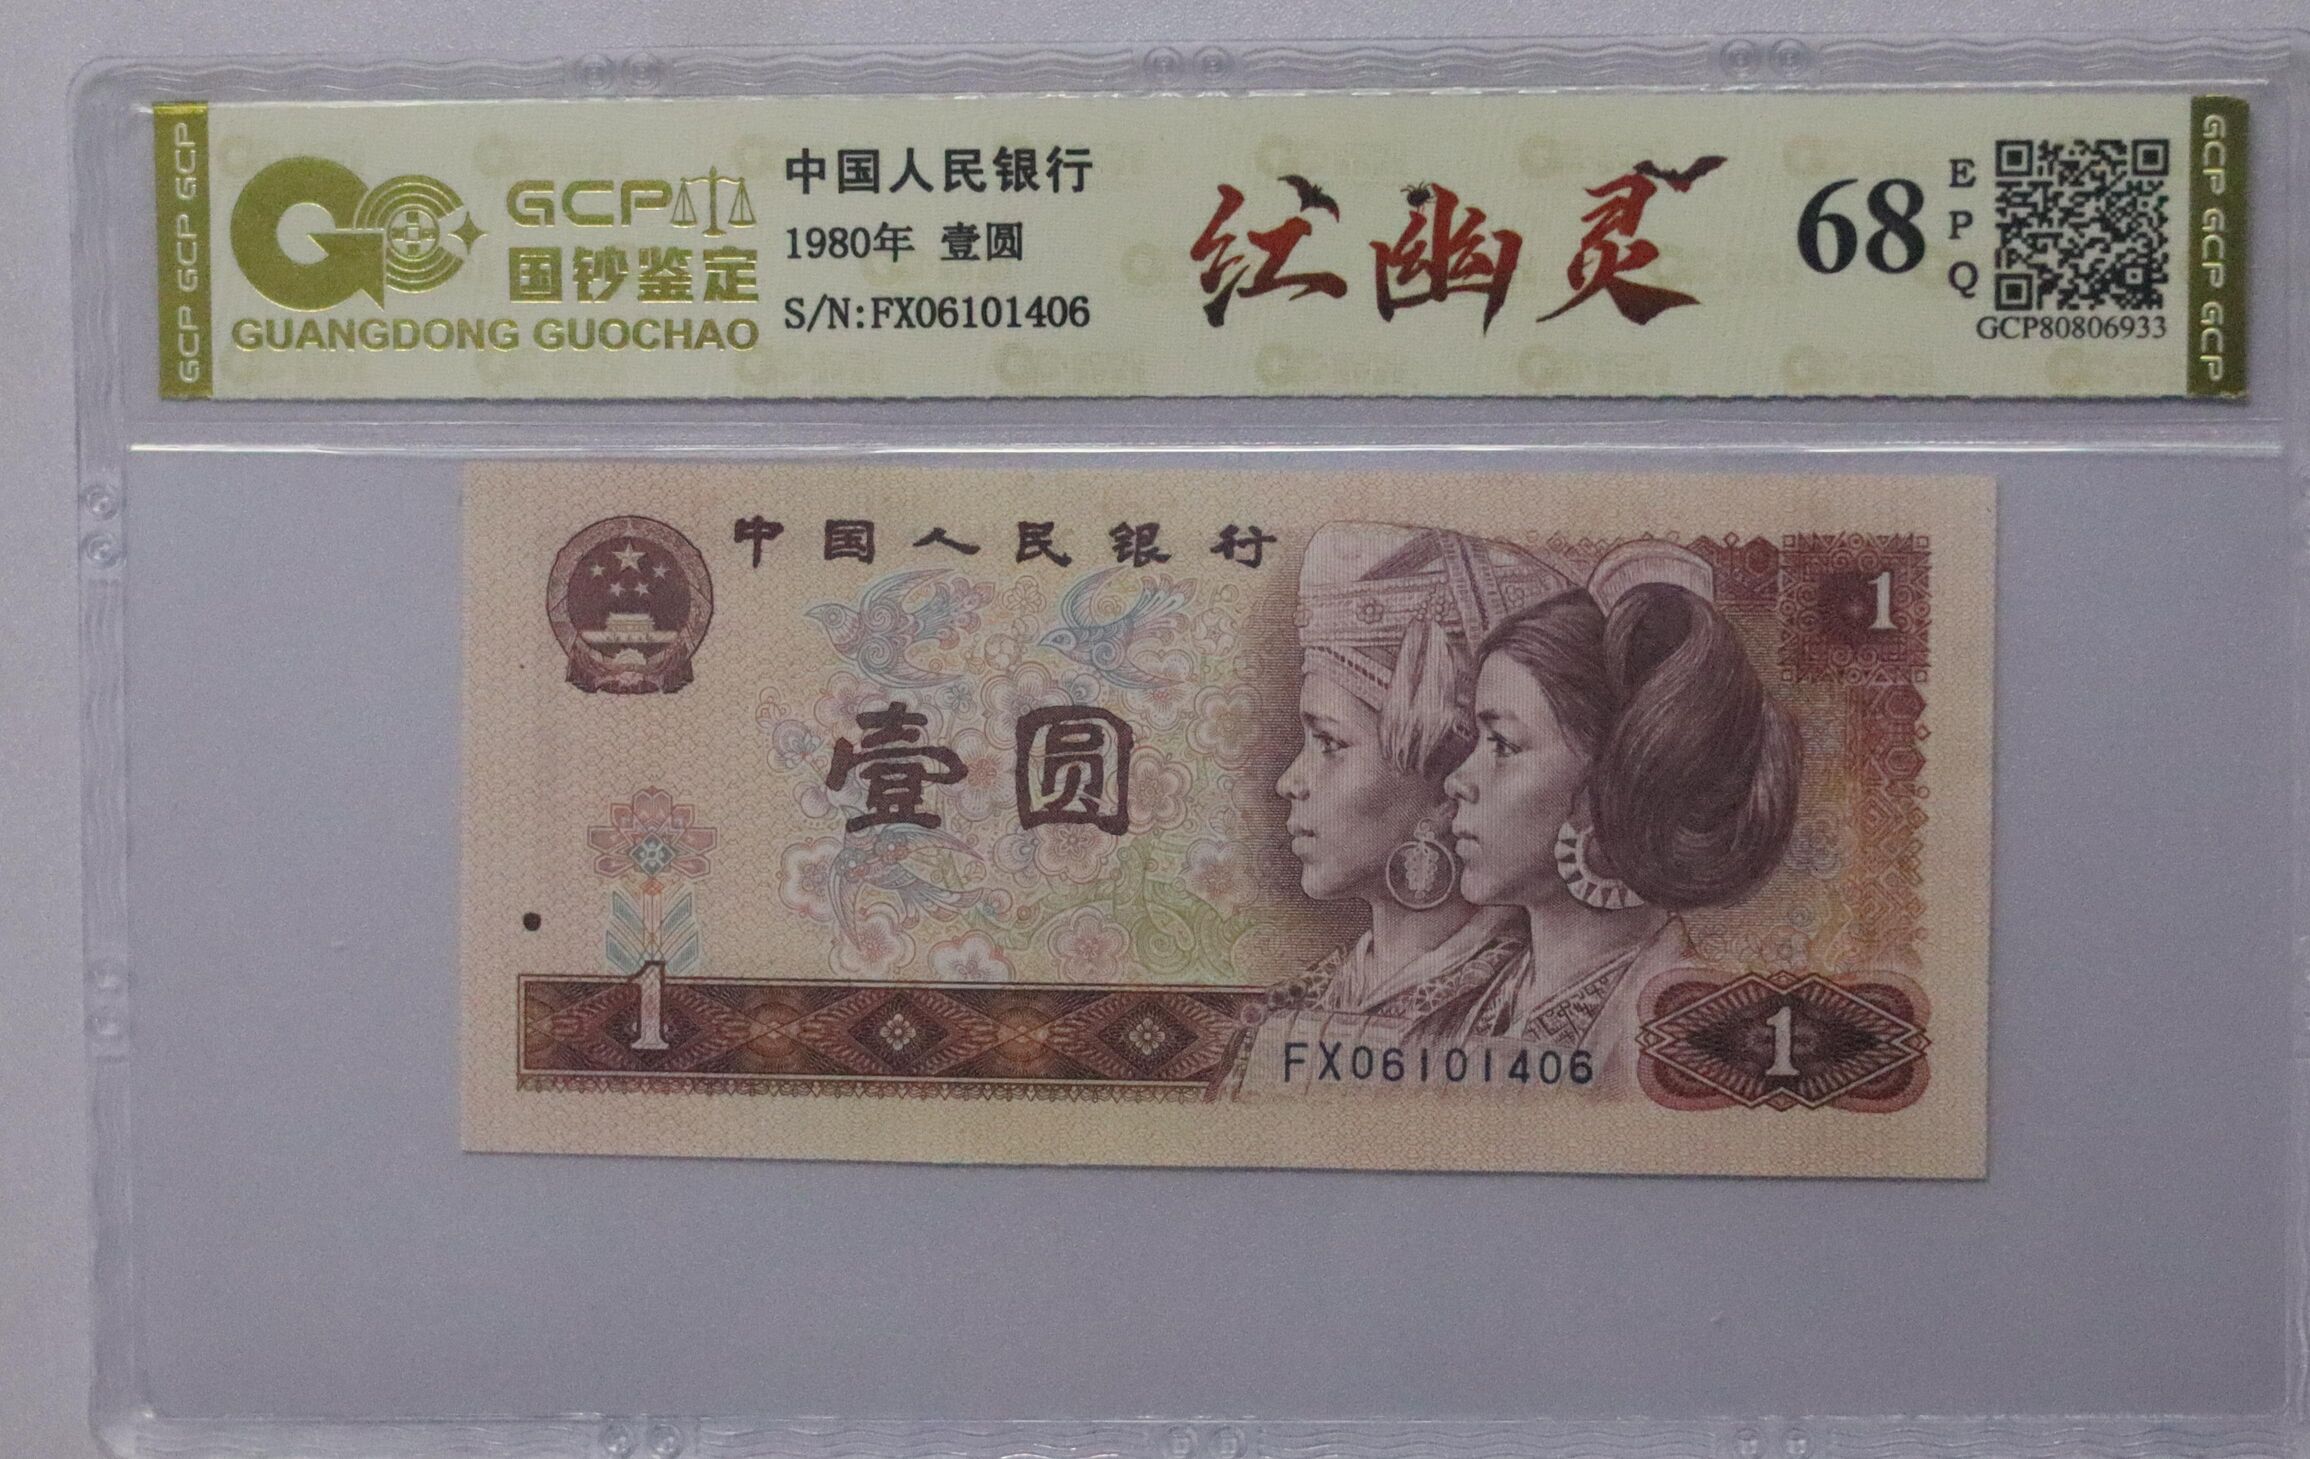 GCP GCP GCP
GCP
国钞鉴定
GUANGDONG GUOCHAO
中国人民银行
1980年 壹圆
S/N:FX06101406
红幽灵
68
EPQ
GCP80806933
GCP GCP GCP
中国人民银行
1
壹圆
1
FX06101406
1